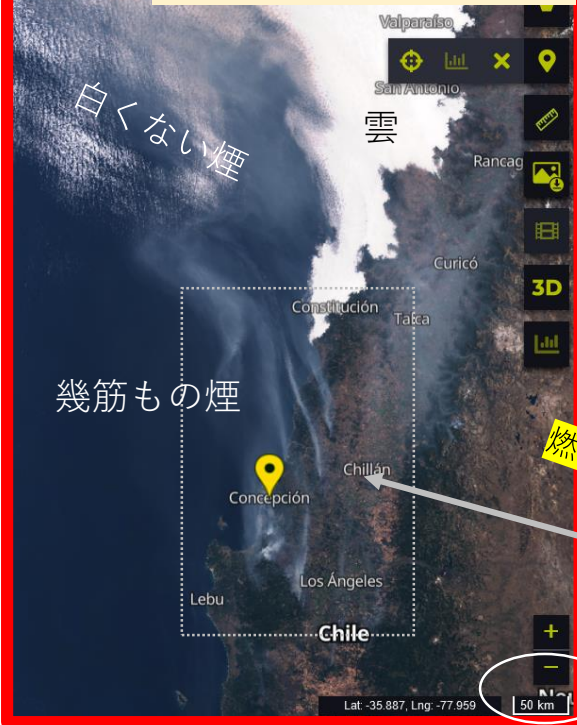 Valparaíso
San Antonio
白くない煙
雲
Rancag
Curicó
3D
Constitución
Talca
幾筋もの煙
燃
Chillán
Concepción
Los Ángeles
Lebu
Chile
+
−
Lat: -35.887, Lng: -77.959
50 km